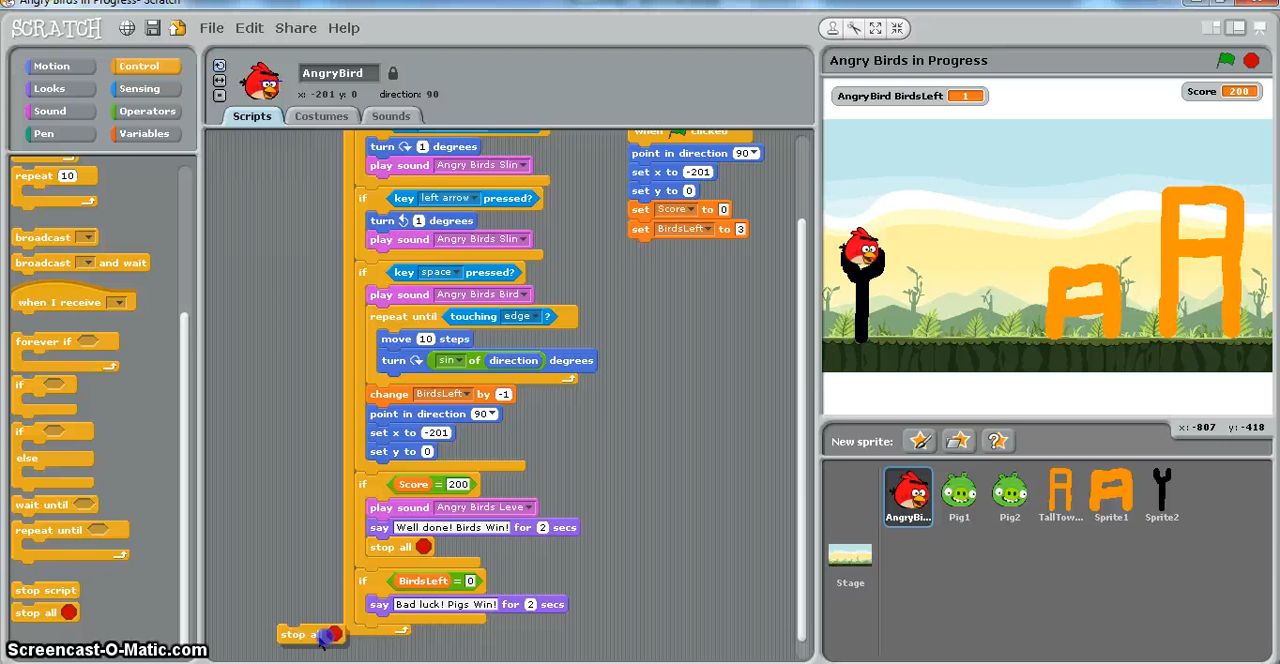 Angry Birds in Progress- Scratch
SCRATCH File Edit Share Help
Motion Control
Looks Sensing
Sound Operators
Pen Variables
repeat 10
broadcast
broadcast and wait
when I receive
forever if
if
if
else
wait until
repeat until
stop script
stop all
AngryBird
x: -201 y: 0 direction: 90
Scripts Costumes Sounds
turn 1 degrees
play sound Angry Birds Slin
if key left arrow pressed?
turn 1 degrees
play sound Angry Birds Slin
if key space pressed?
play sound Angry Birds Bird
repeat until touching edge ?
move 10 steps
turn sin of direction degrees
change BirdsLeft by -1
point in direction 90
set x to -201
set y to 0
if Score = 200
play sound Angry Birds Leve
say Well done! Birds Win! for 2 secs
stop all
if BirdsLeft = 0
say Bad luck! Pigs Win! for 2 secs
stop all
when clicked
point in direction 90
set x to -201
set y to 0
set Score to 0
set BirdsLeft to 3
Angry Birds in Progress
AngryBird BirdsLeft 1
Score 200
x: -807 y: -418
New sprite:
AngryBi... Pig1 Pig2 TallTow... Sprite1 Sprite2
Stage
Screencast-O-Matic.com